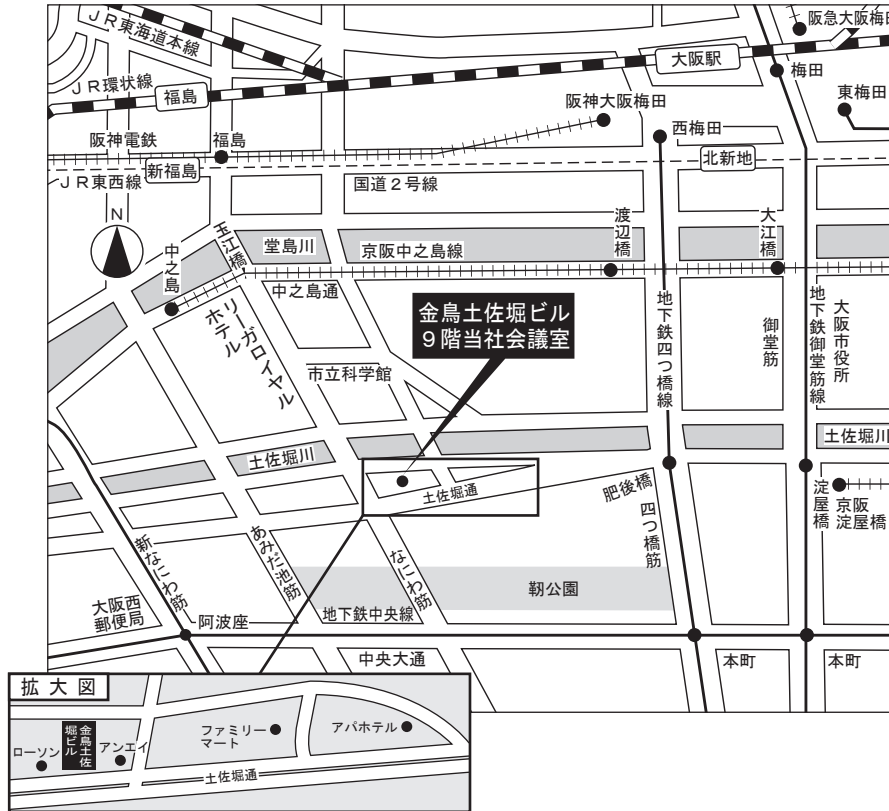 ＪＲ東海道本線
阪急大阪梅田
大阪駅
ＪＲ環状線
福島
梅田
東梅田
阪神大阪梅田
阪神電鉄
福島
西梅田
新福島
北新地
ＪＲ東西線
国道２号線
N
中之島
玉江橋
堂島川
京阪中之島線
渡辺橋
大江橋
中之島通
リーガロイヤル
ホテル
金鳥土佐堀ビル
９階当社会議室
地下鉄四つ橋線
御堂筋
地下鉄御堂筋線
大阪市役所
市立科学館
土佐堀川
土佐堀川
土佐堀通
肥後橋
四つ橋筋
淀屋橋
京阪
淀屋橋
新なにわ筋
あみだ池筋
なにわ筋
靭公園
大阪西
郵便局
阿波座
地下鉄中央線
中央大通
本町
本町
拡大図
ローソン
金鳥土佐
堀ビル
アンエイ
ファミリー
マート
アパホテル
土佐堀通